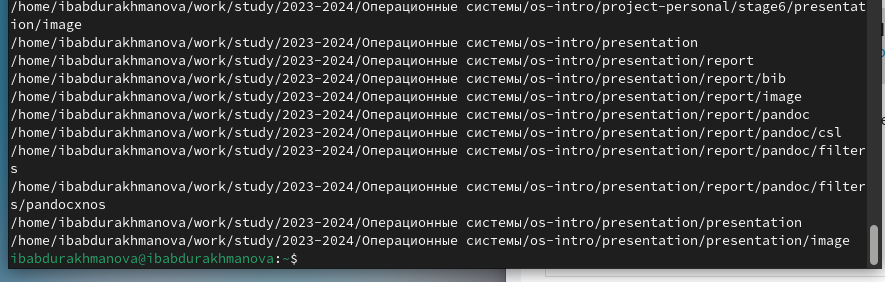 /home/ibabdurakhmanova/work/study/2023-2024/Операционные системы/os-intro/project-personal/stage6/presentat
ion/image
/home/ibabdurakhmanova/work/study/2023-2024/Операционные системы/os-intro/presentation
/home/ibabdurakhmanova/work/study/2023-2024/Операционные системы/os-intro/presentation/report
/home/ibabdurakhmanova/work/study/2023-2024/Операционные системы/os-intro/presentation/report/bib
/home/ibabdurakhmanova/work/study/2023-2024/Операционные системы/os-intro/presentation/report/image
/home/ibabdurakhmanova/work/study/2023-2024/Операционные системы/os-intro/presentation/report/pandoc
/home/ibabdurakhmanova/work/study/2023-2024/Операционные системы/os-intro/presentation/report/pandoc/csl
/home/ibabdurakhmanova/work/study/2023-2024/Операционные системы/os-intro/presentation/report/pandoc/filter
s
/home/ibabdurakhmanova/work/study/2023-2024/Операционные системы/os-intro/presentation/report/pandoc/filter
s/pandocxnos
/home/ibabdurakhmanova/work/study/2023-2024/Операционные системы/os-intro/presentation/presentation
/home/ibabdurakhmanova/work/study/2023-2024/Операционные системы/os-intro/presentation/presentation/image
ibabdurakhmanova@ibabdurakhmanova:~$